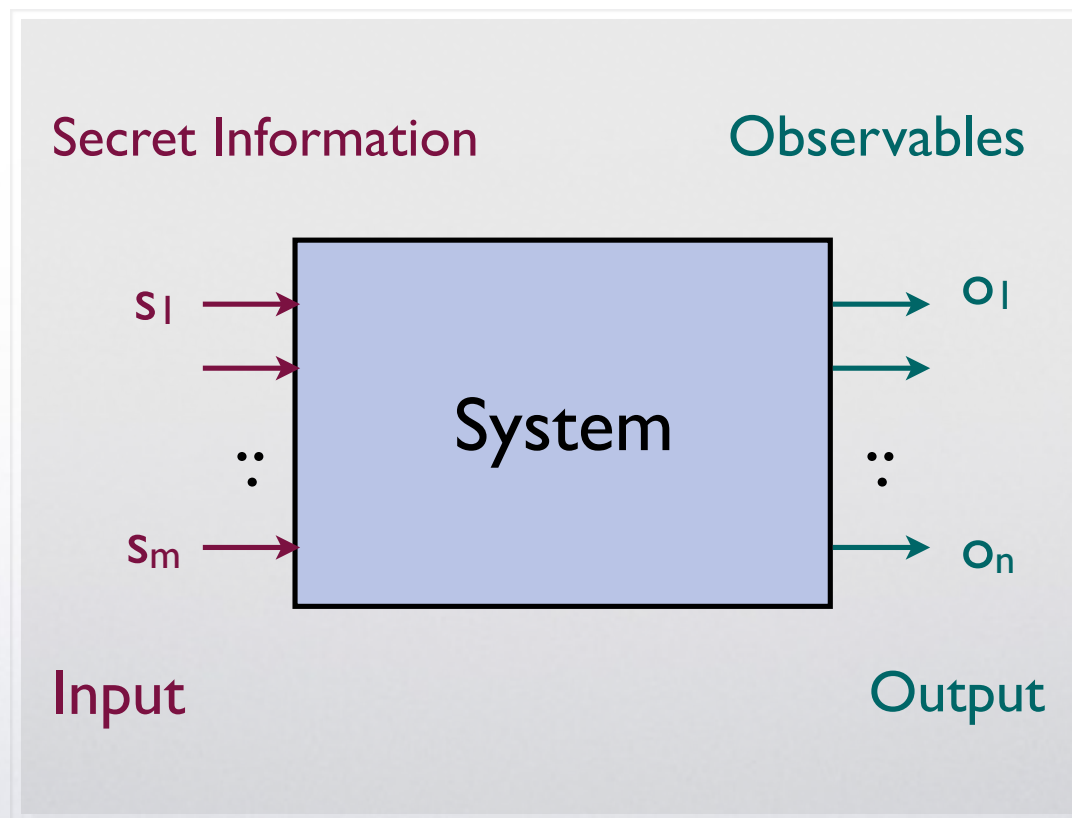 Secret Information Observables
s1 o1
System
sm on
Input Output